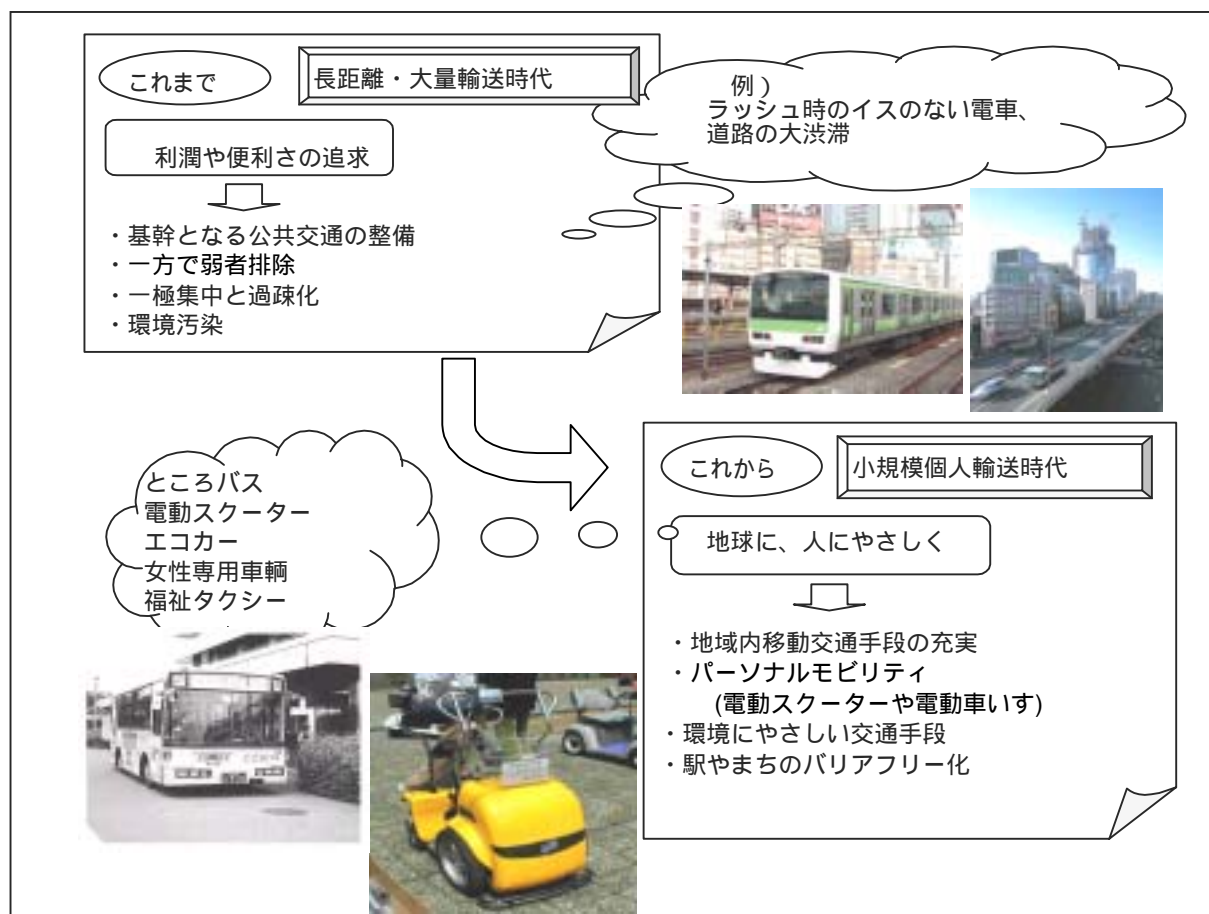 これまで
長距離・大量輸送時代
利潤や便利さの追求
・基幹となる公共交通の整備
・一方で弱者排除
・一極集中と過疎化
・環境汚染
例）
ラッシュ時のイスのない電車、
道路の大渋滞
ところバス
電動スクーター
エコカー
女性専用車輌
福祉タクシー
これから
小規模個人輸送時代
地球に、人にやさしく
・地域内移動交通手段の充実
・パーソナルモビリティ
(電動スクーターや電動車いす)
・環境にやさしい交通手段
・駅やまちのバリアフリー化